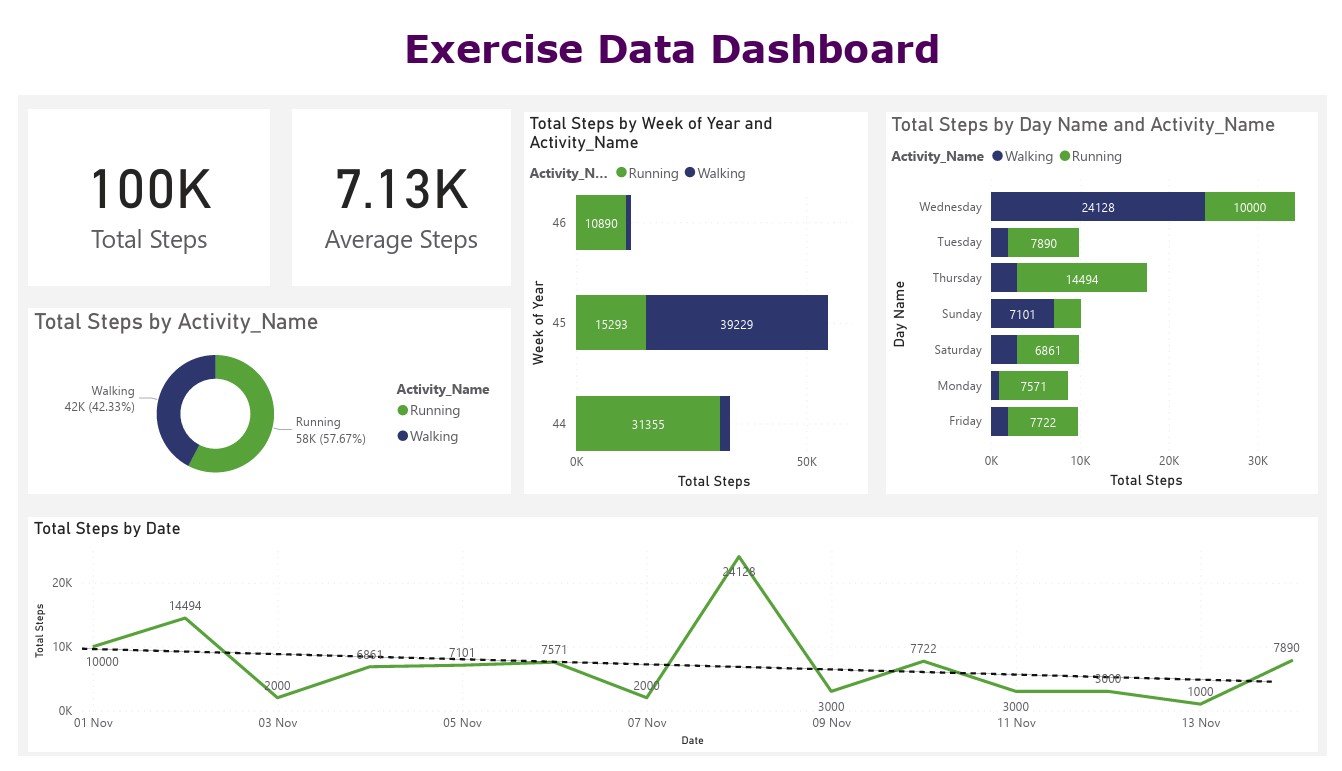 Exercise Data Dashboard
100K
Total Steps
7.13K
Average Steps
Total Steps by Activity_Name
Walking
42K (42.33%)
Running
58K (57.67%)
Activity_Name
Running
Walking
Total Steps by Week of Year and
Activity_Name
Activity_N... Running Walking
Week of Year
46 10890
45 15293 39229
44 31355
0K 50K
Total Steps
Total Steps by Day Name and Activity_Name
Activity_Name Walking Running
Day Name
Wednesday 24128 10000
Tuesday 7890
Thursday 14494
Sunday 7101
Saturday 6861
Monday 7571
Friday 7722
0K 10K 20K 30K
Total Steps
Total Steps by Date
Total Steps
20K
10K
0K
10000 14494 2000 6861 7101 7571 2000 24128 3000 7722 3000 3000 1000 7890
01 Nov 03 Nov 05 Nov 07 Nov 09 Nov 11 Nov 13 Nov
Date